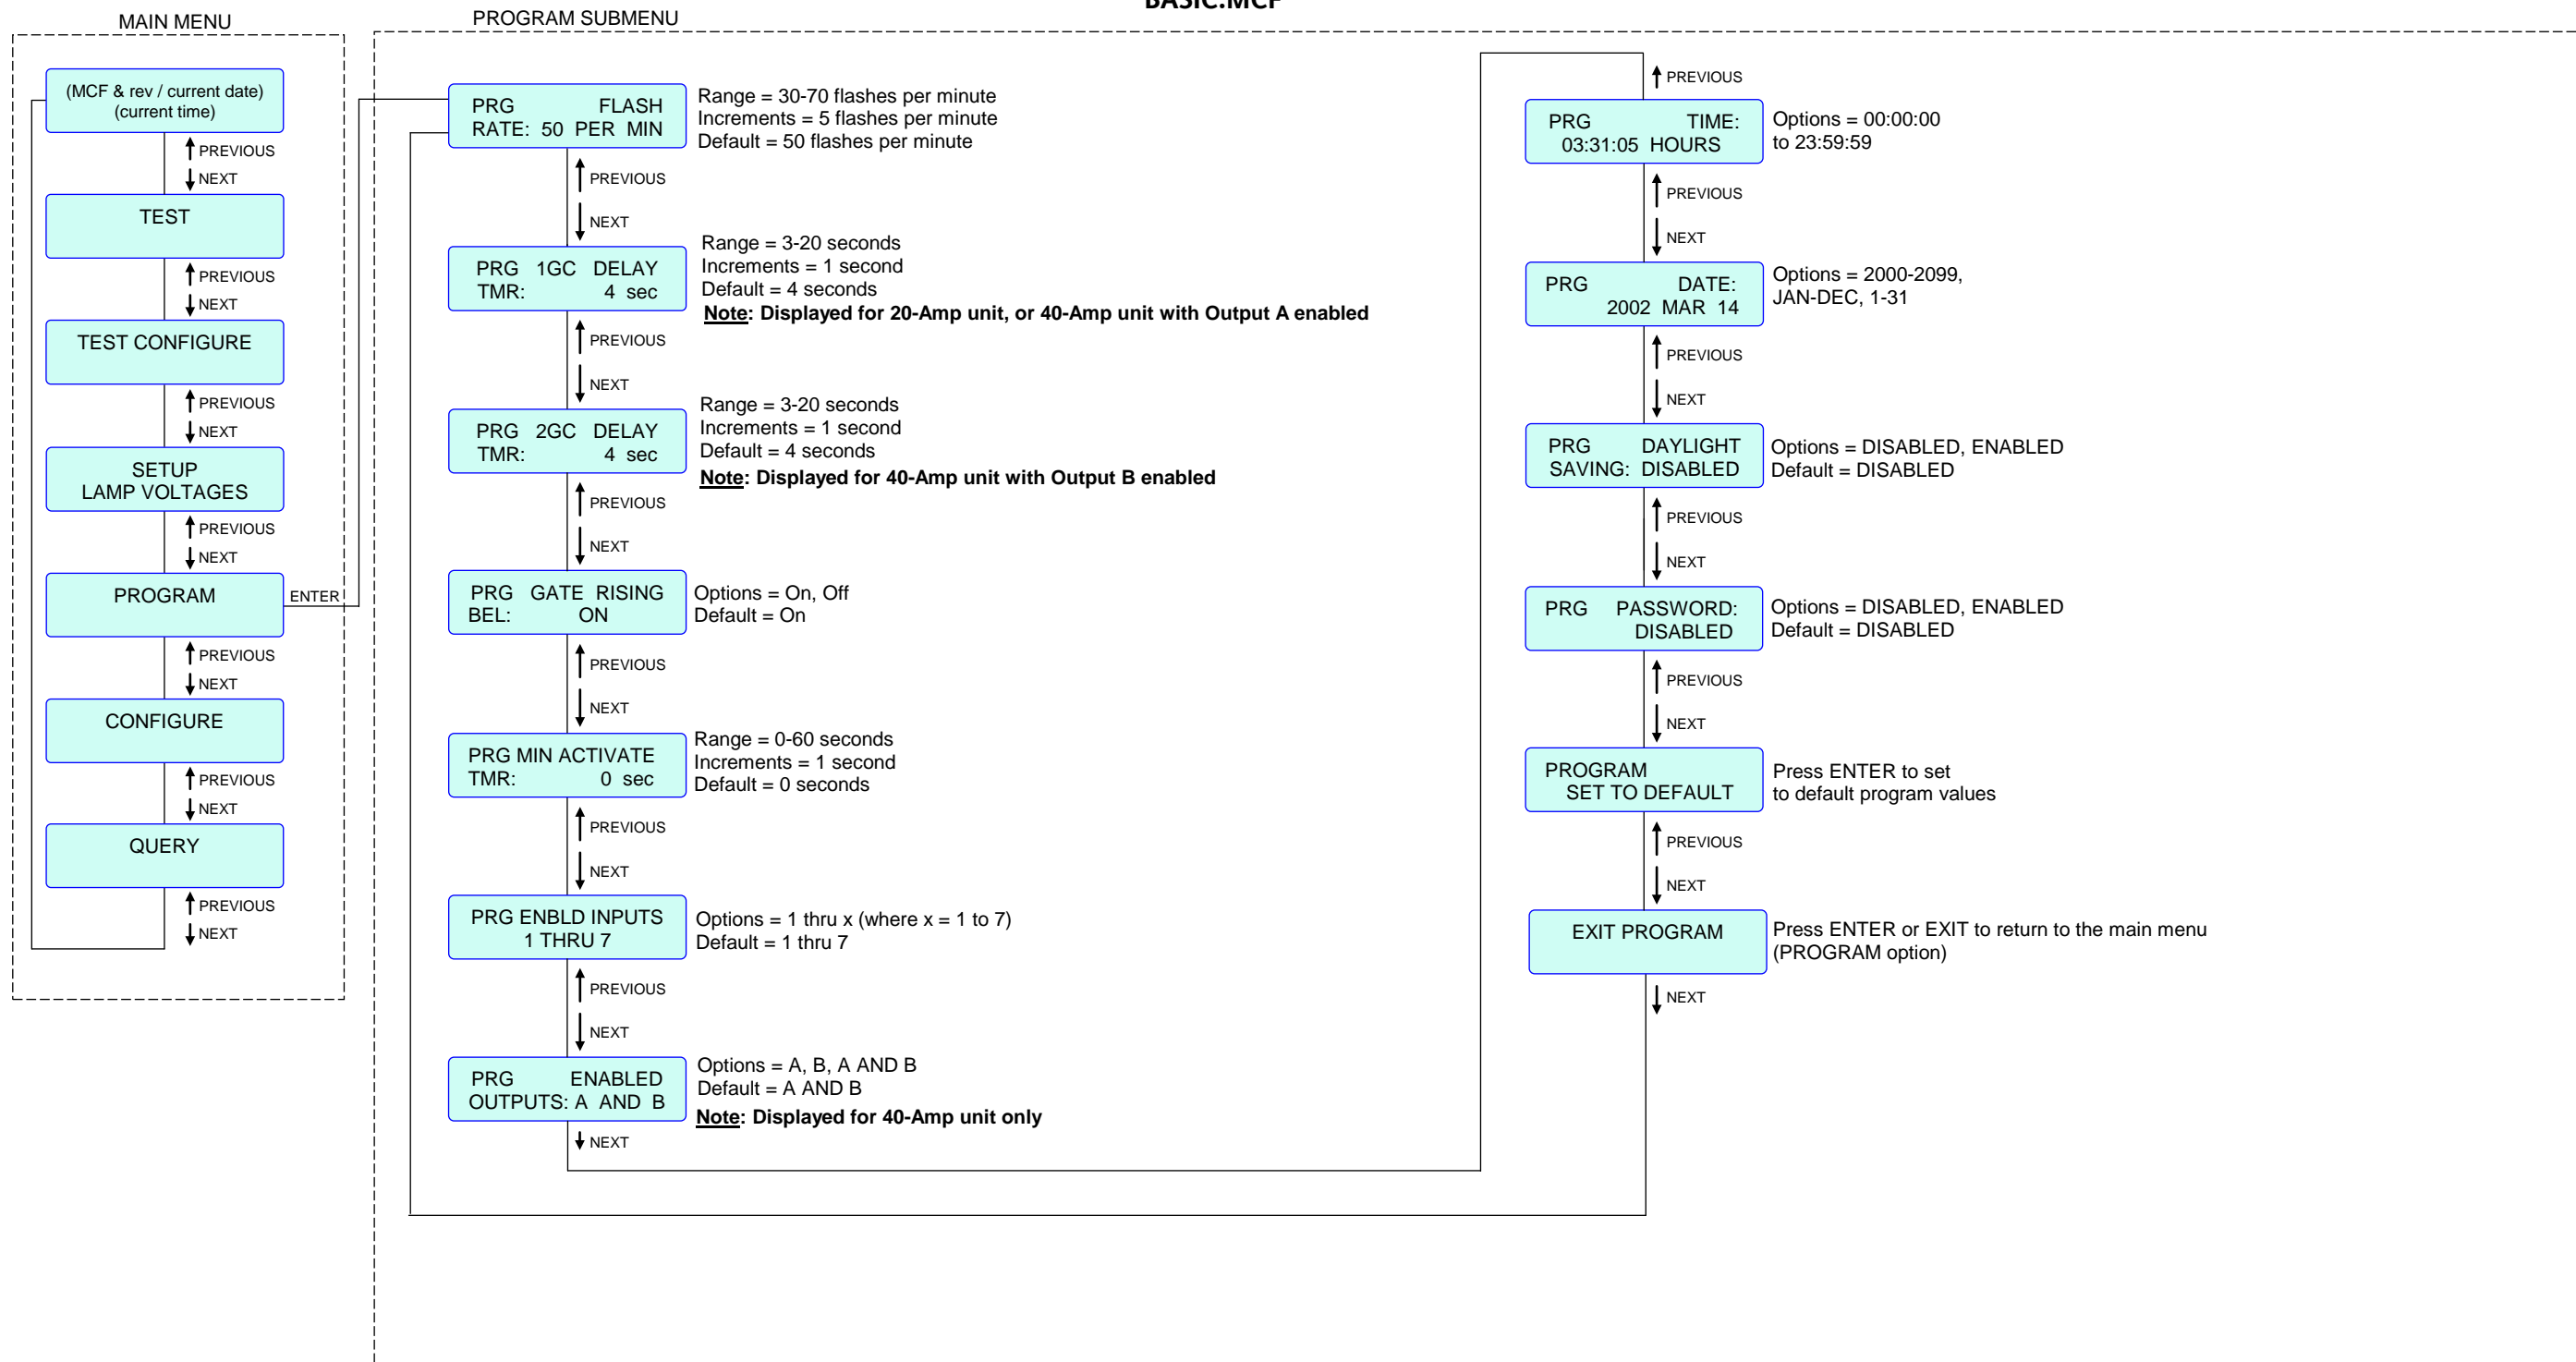 BASIC.MCF
MAIN MENU
(MCF & rev / current date)
(current time)
PREVIOUS
NEXT
TEST
PREVIOUS
NEXT
TEST CONFIGURE
PREVIOUS
NEXT
SETUP
LAMP VOLTAGES
PREVIOUS
NEXT
PROGRAM
ENTER
PREVIOUS
NEXT
CONFIGURE
PREVIOUS
NEXT
QUERY
PREVIOUS
NEXT
PROGRAM SUBMENU
PRG FLASH
RATE: 50 PER MIN
Range = 30-70 flashes per minute
Increments = 5 flashes per minute
Default = 50 flashes per minute
PREVIOUS
NEXT
PRG 1GC DELAY
TMR: 4 sec
Range = 3-20 seconds
Increments = 1 second
Default = 4 seconds
Note: Displayed for 20-Amp unit, or 40-Amp unit with Output A enabled
PREVIOUS
NEXT
PRG 2GC DELAY
TMR: 4 sec
Range = 3-20 seconds
Increments = 1 second
Default = 4 seconds
Note: Displayed for 40-Amp unit with Output B enabled
PREVIOUS
NEXT
PRG GATE RISING
BEL: ON
Options = On, Off
Default = On
PREVIOUS
NEXT
PRG MIN ACTIVATE
TMR: 0 sec
Range = 0-60 seconds
Increments = 1 second
Default = 0 seconds
PREVIOUS
NEXT
PRG ENBLD INPUTS
1 THRU 7
Options = 1 thru x (where x = 1 to 7)
Default = 1 thru 7
PREVIOUS
NEXT
PRG ENABLED
OUTPUTS: A AND B
Options = A, B, A AND B
Default = A AND B
Note: Displayed for 40-Amp unit only
NEXT
PREVIOUS
PRG TIME:
03:31:05 HOURS
Options = 00:00:00
to 23:59:59
PREVIOUS
NEXT
PRG DATE:
2002 MAR 14
Options = 2000-2099,
JAN-DEC, 1-31
PREVIOUS
NEXT
PRG DAYLIGHT
SAVING: DISABLED
Options = DISABLED, ENABLED
Default = DISABLED
PREVIOUS
NEXT
PRG PASSWORD:
DISABLED
Options = DISABLED, ENABLED
Default = DISABLED
PREVIOUS
NEXT
PROGRAM
SET TO DEFAULT
Press ENTER to set
to default program values
PREVIOUS
NEXT
EXIT PROGRAM
Press ENTER or EXIT to return to the main menu
(PROGRAM option)
NEXT